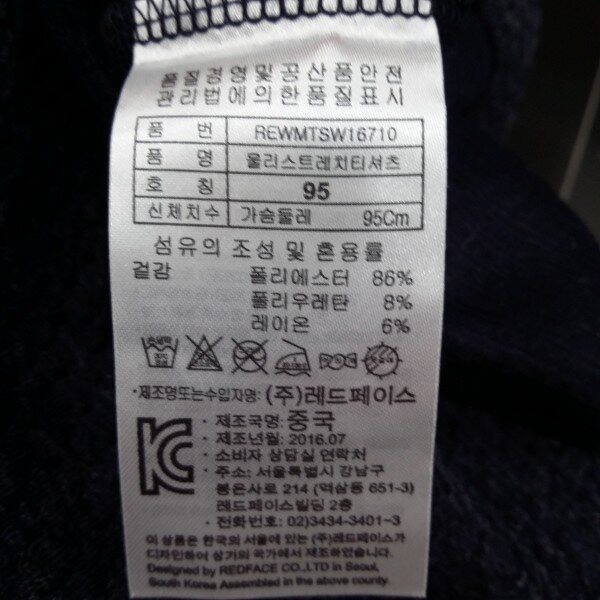 품질경영및공산품안전
관리법에의한품질표시
품 번 REWMTSW16710
품 명 울리스트레치티셔츠
호 칭 95
신체치수 가슴둘레 95Cm
섬유의 조성 및 혼용률
겉감 폴리에스터 86%
폴리우레탄 8%
레이온 6%
·제조명또는수입자명: (주)레드페이스
· 제조국명: 중국
· 제조년월: 2016.07
· 소비자 상담실 연락처
· 주소: 서울특별시 강남구
봉은사로 214 (역삼동 651-3)
레드페이스빌딩 2층
· 전화번호: 02)3434-3401~3
이 상품은 한국의 서울에 있는 (주)레드페이스가
디자인하여 상기의 국가에서 제조하였습니다.
Designed by REDFACE CO.,LTD in Seoul,
South Korea Assembled in the above county.